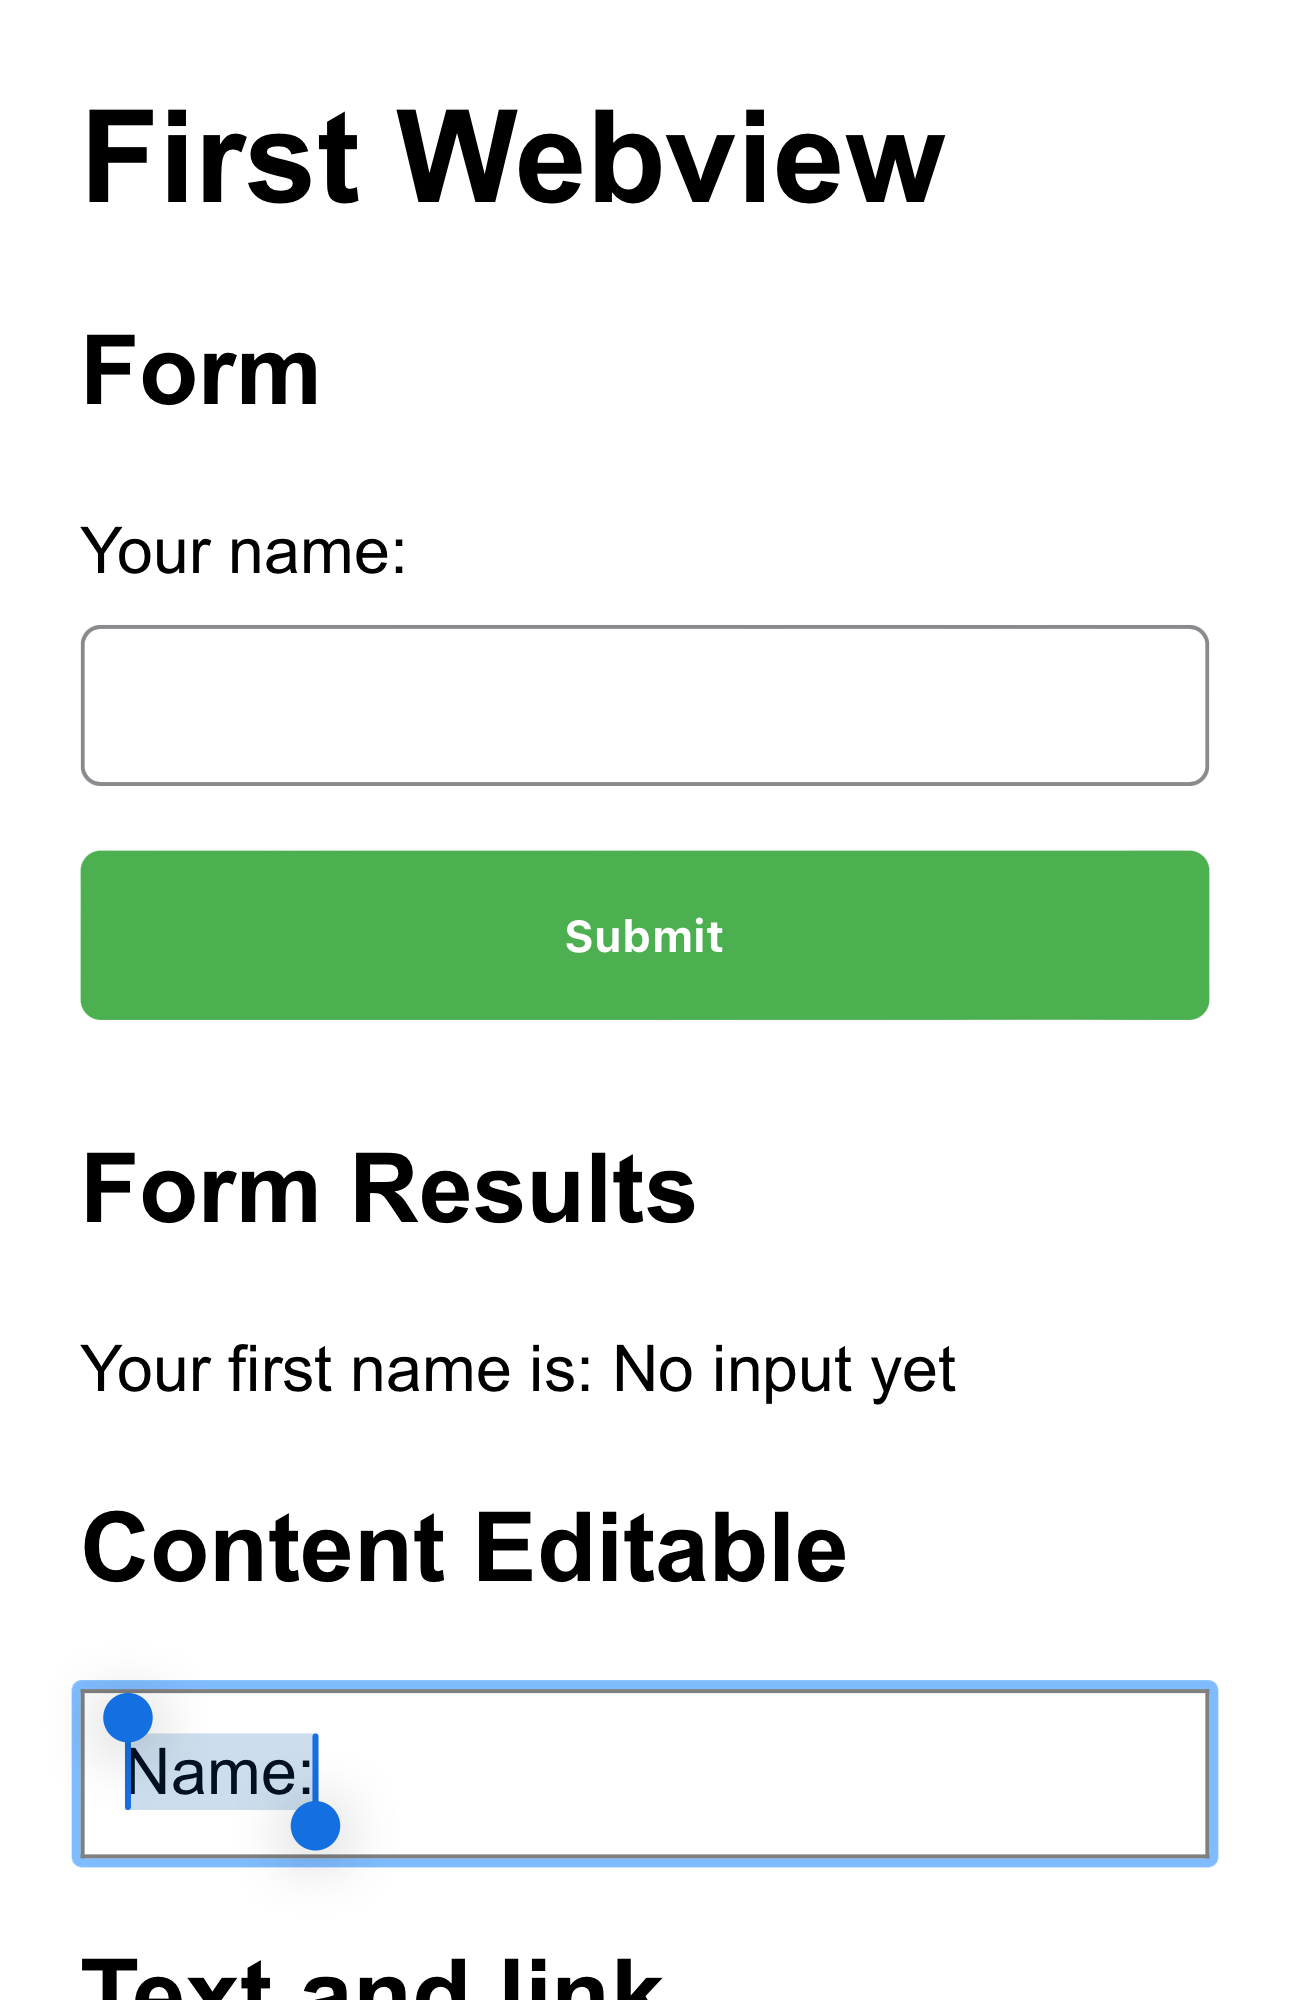 First Webview
Form
Your name:
Submit
Form Results
Your first name is: No input yet
Content Editable
Name:
Text and link